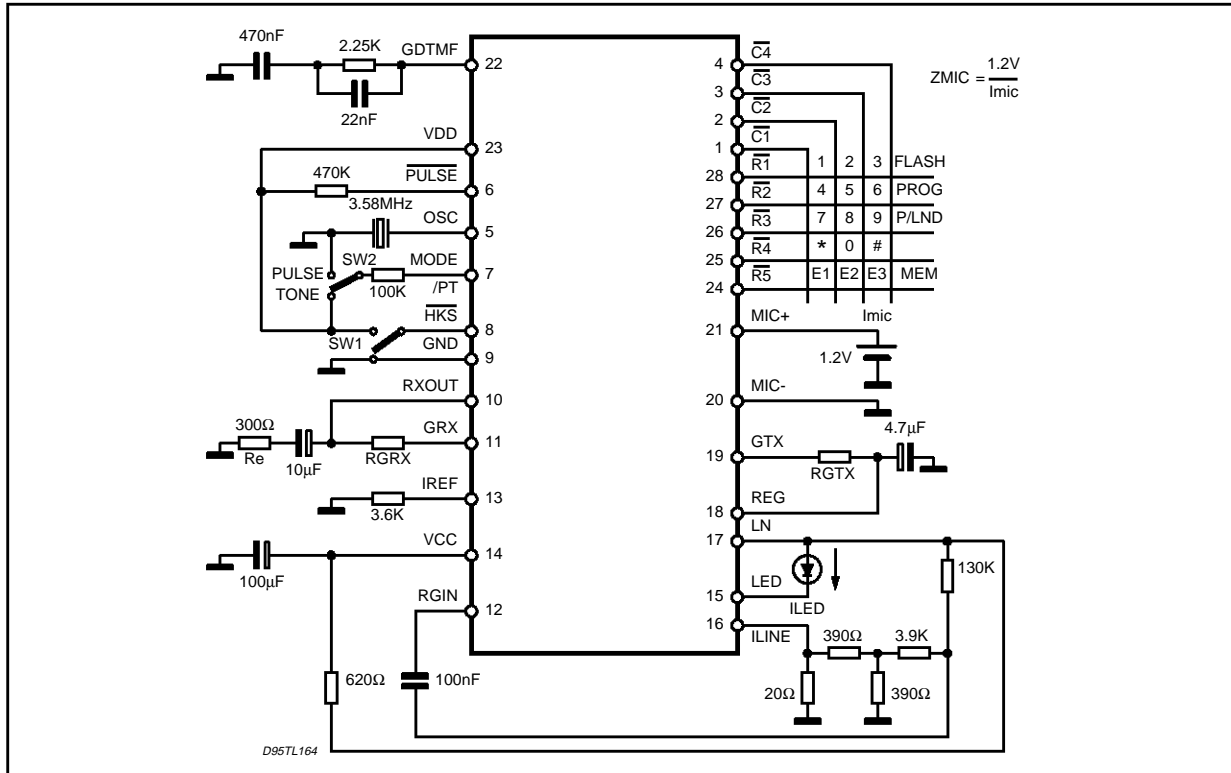 470nF
2.25K
GDTMF
22
22nF
VDD
23
470K
PULSE
6
3.58MHz
OSC
5
SW2
MODE
7
PULSE
TONE
100K
/PT
HKS
8
SW1
GND
9
RXOUT
10
300Ω
GRX
11
Re
10μF
RGRX
IREF
13
3.6K
VCC
14
100μF
RGIN
12
620Ω
100nF
D95TL164
4
C4
3
C3
2
C2
1
C1
28
R1
1 2 3 FLASH
27
R2
4 5 6 PROG
26
R3
7 8 9 P/LND
25
R4
* 0 #
24
R5
E1 E2 E3 MEM
Imic
ZMIC = 1.2V
Imic
21
MIC+
1.2V
20
MIC-
19
GTX
4.7μF
RGTX
18
REG
17
LN
130K
15
LED
ILED
16
ILINE
390Ω
3.9K
20Ω
390Ω